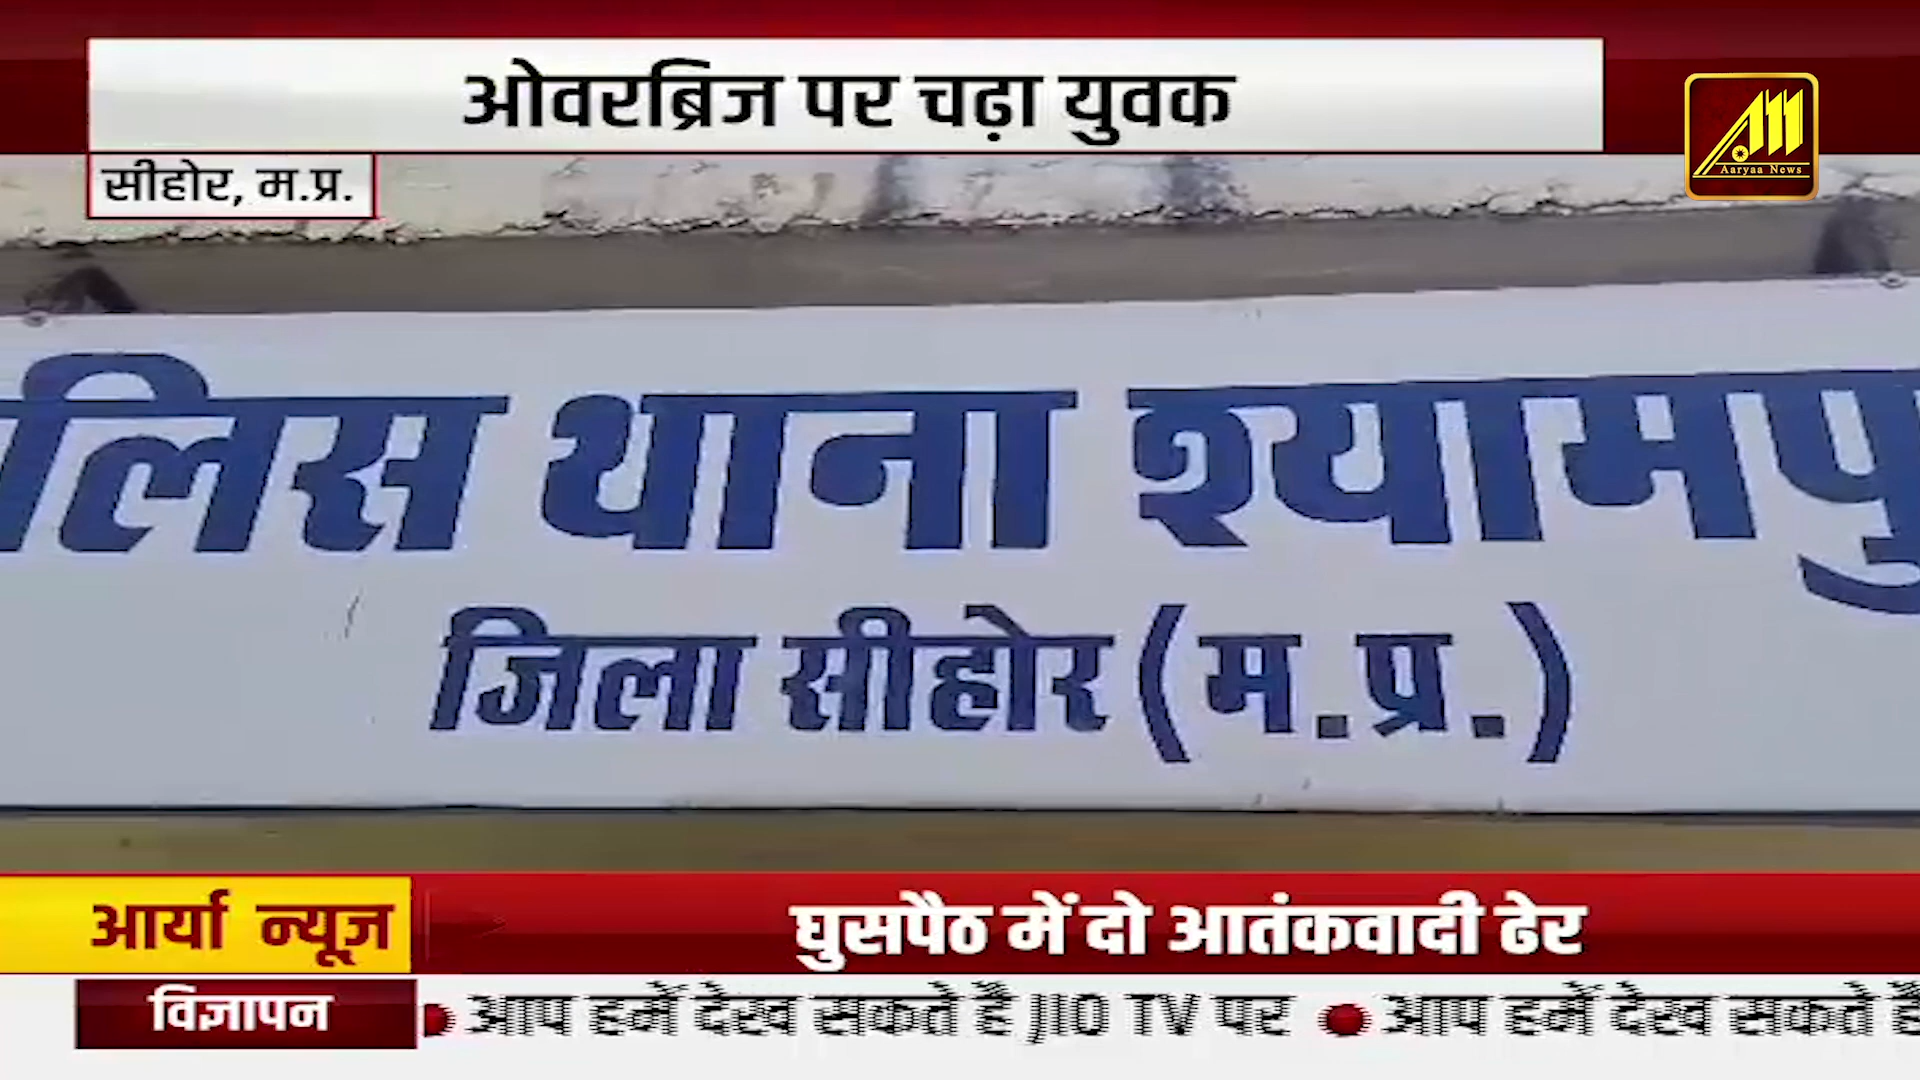 ओवरब्रिज पर चढ़ा युवक
Aaryaa News
सीहोर, म.प्र.
थाना
जिला सीहोर (म.प्र.)
आर्या न्यूज़
घुसपैठ में दो आतंकवादी ढेर
विज्ञापन
आप हमें देख सकते हैं JIO TV पर
आप हमें देख सकते हैं